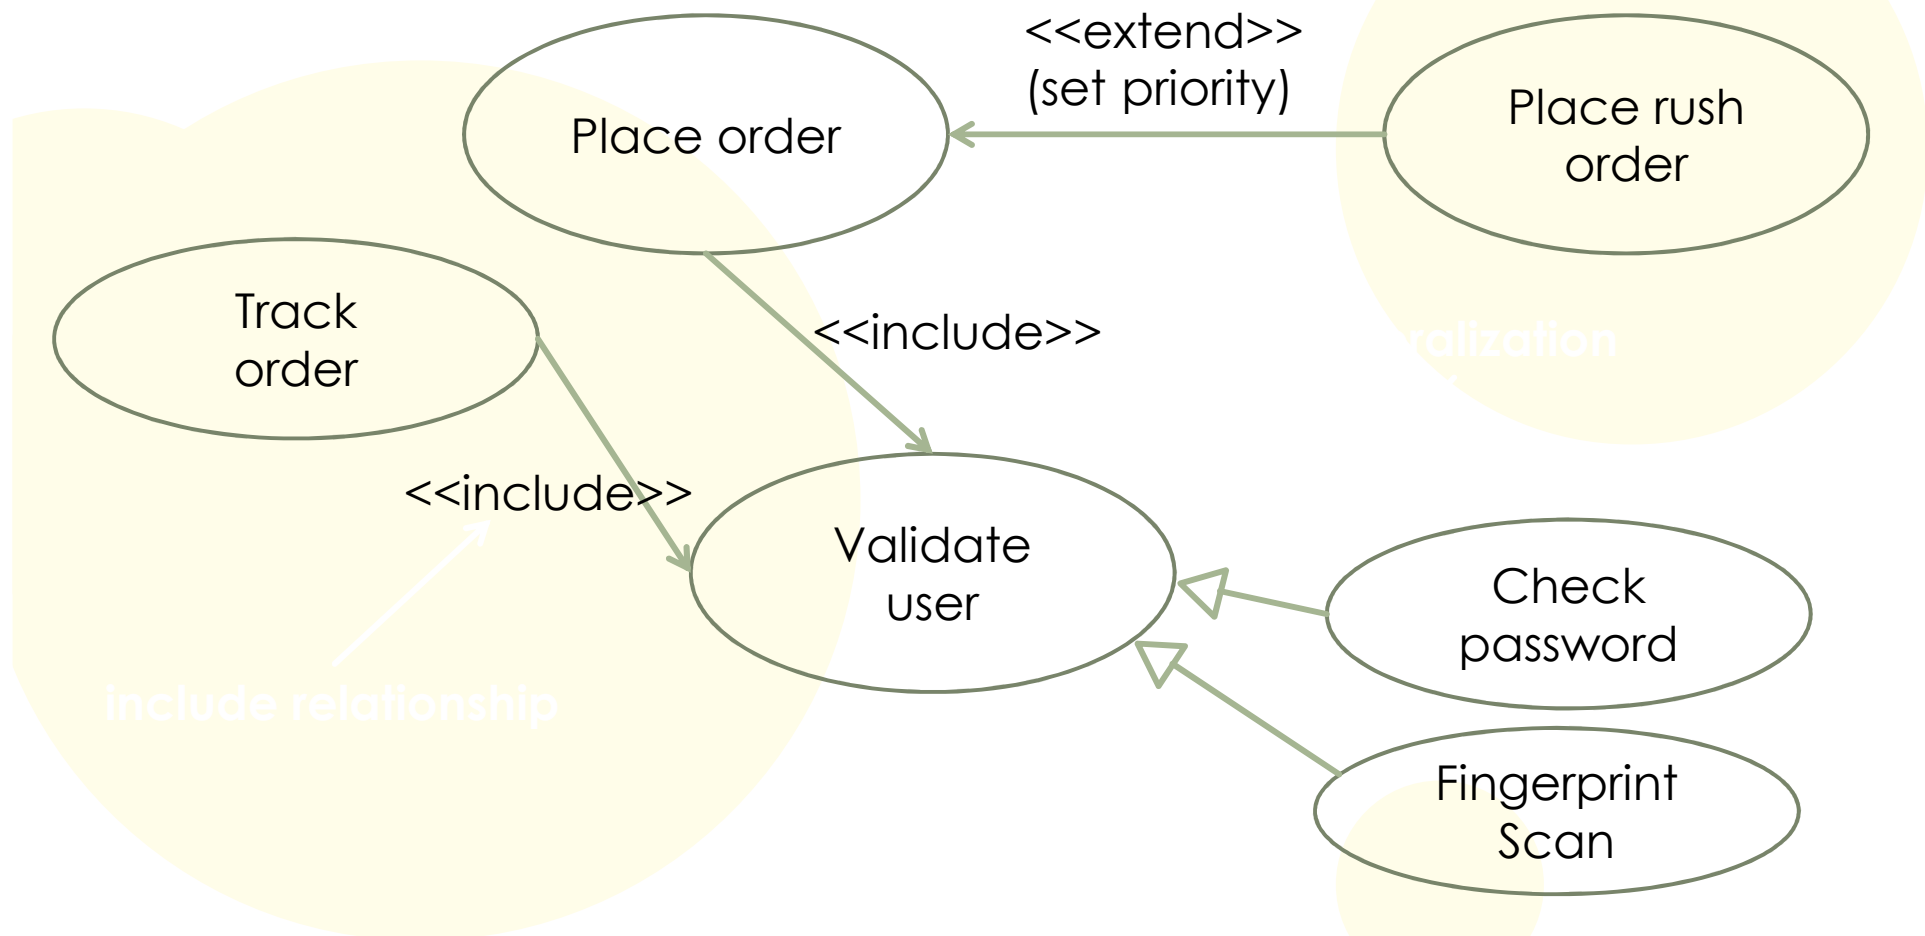 <<extend>>
(set priority)
Place order
Place rush
order
Track
order
<<include>>
ralization
<<include>>
Validate
user
Check
password
include relationship
Fingerprint
Scan